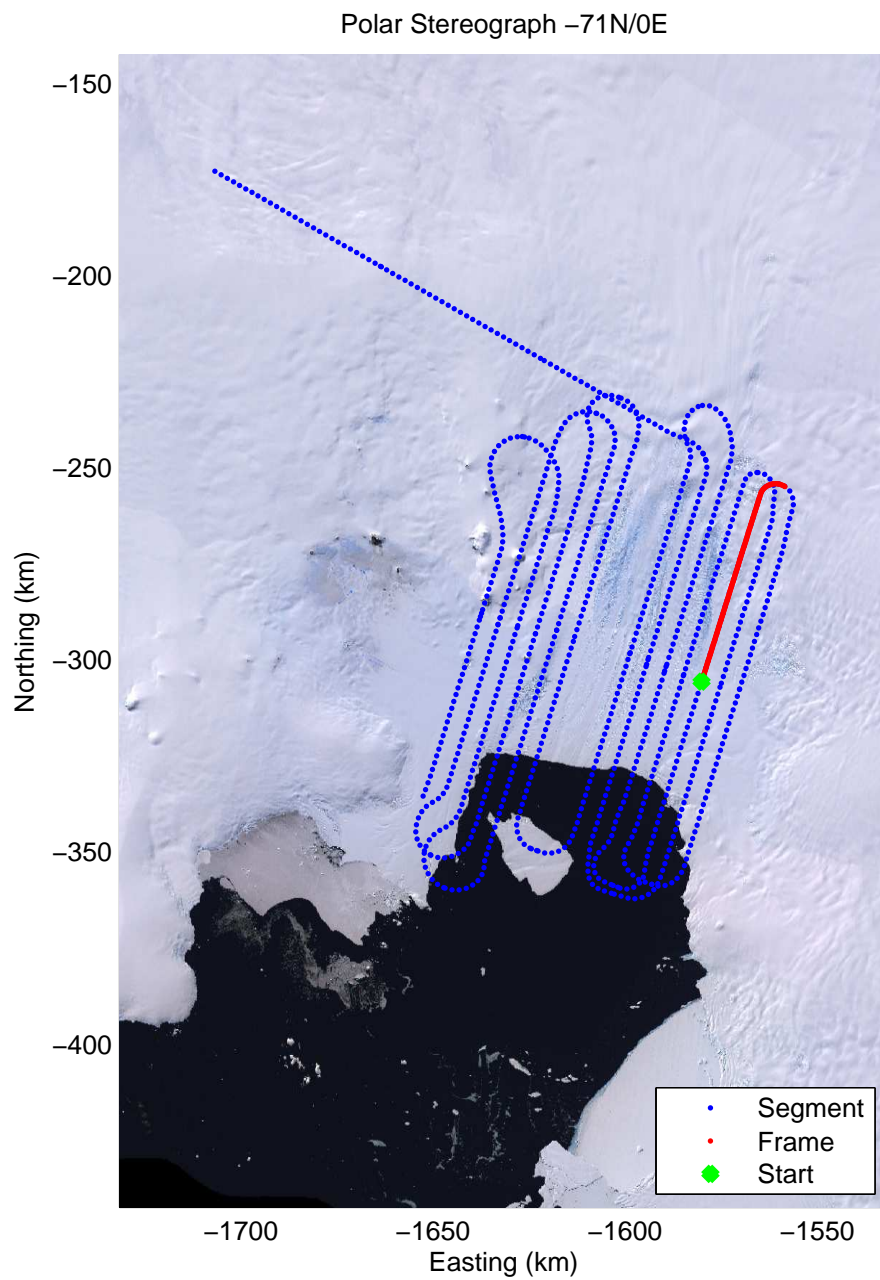 Polar Stereograph −71N/0E
−150
−200
−250
−300
−350
−400
Northing (km)
−1700
−1650
−1600
−1550
Easting (km)
Segment
Frame
Start